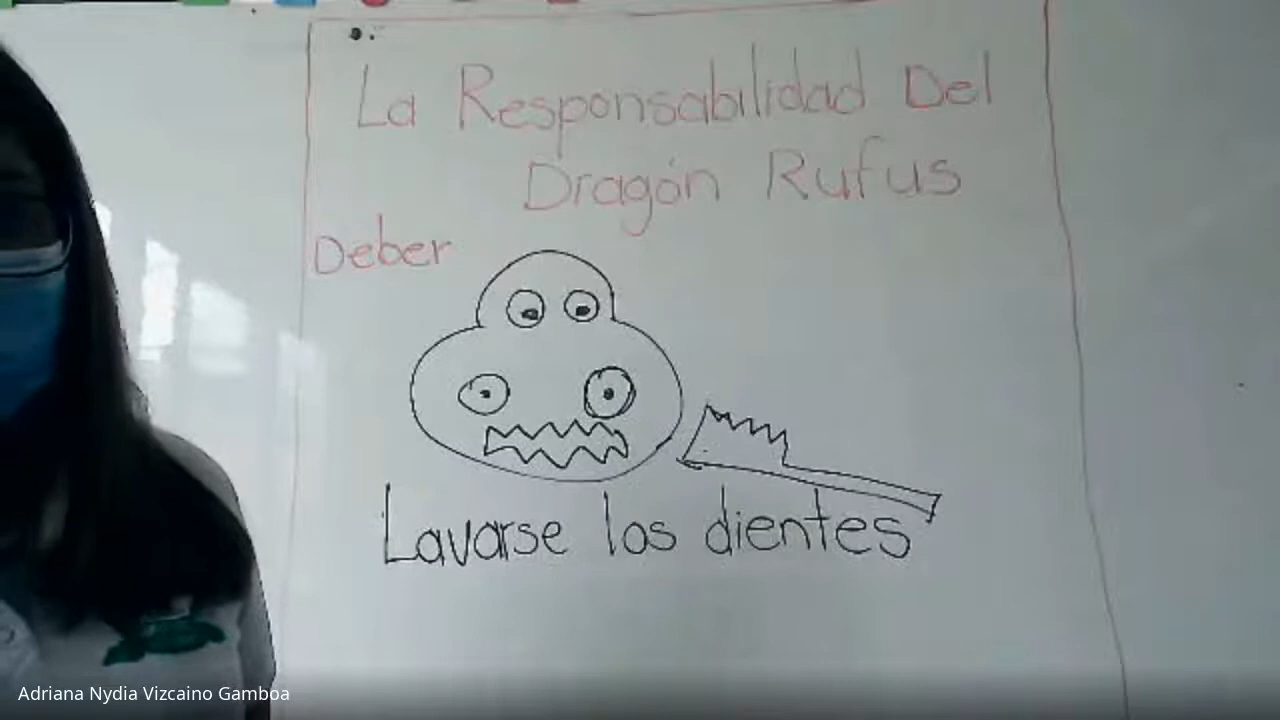 La Responsabilidad Del
Dragón Rufus
Deber
Lavarse los dientes
Adriana Nydia Vizcaino Gamboa